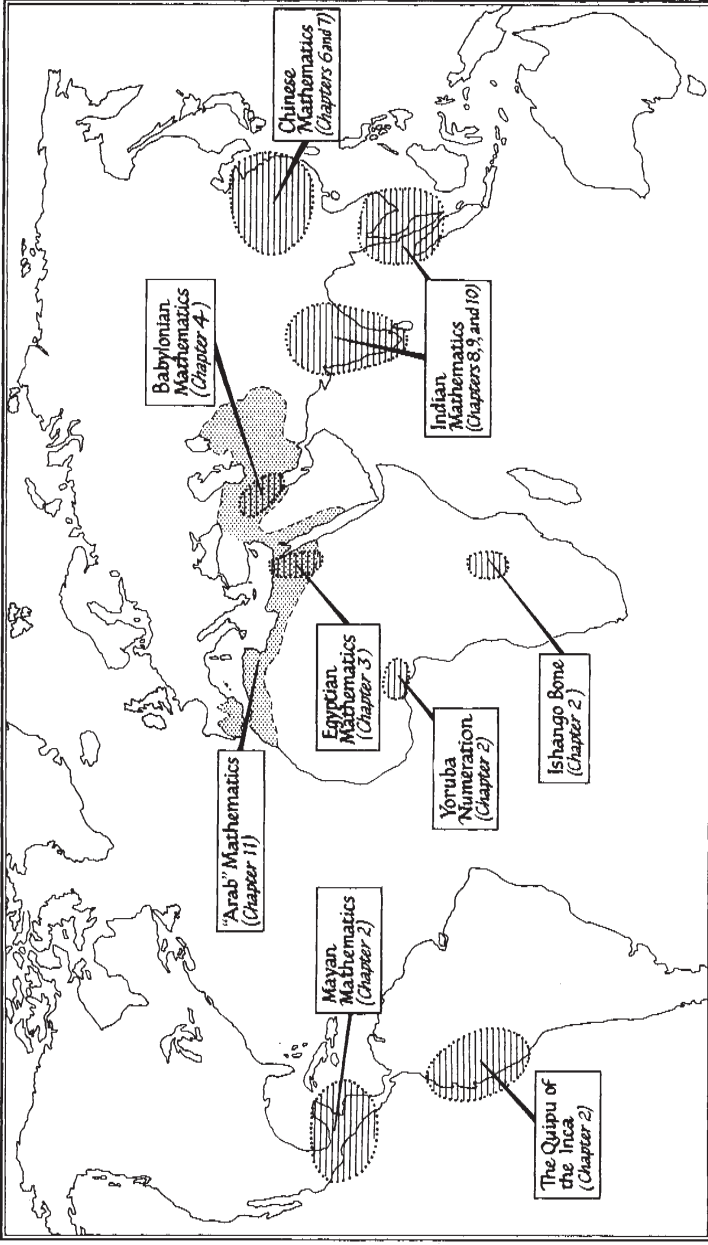 Chinese
Mathematics
(Chapters 6 and 7)
Babylonian
Mathematics
(Chapter 4)
Indian
Mathematics
(Chapters 8, 9, and 10)
"Arab" Mathematics
(Chapter 11)
Egyptian
Mathematics
(Chapter 3)
Yoruba
Numeration
(Chapter 2)
Ishango Bone
(Chapter 2)
Mayan
Mathematics
(Chapter 2)
The Quipu of
the Inca
(Chapter 2)